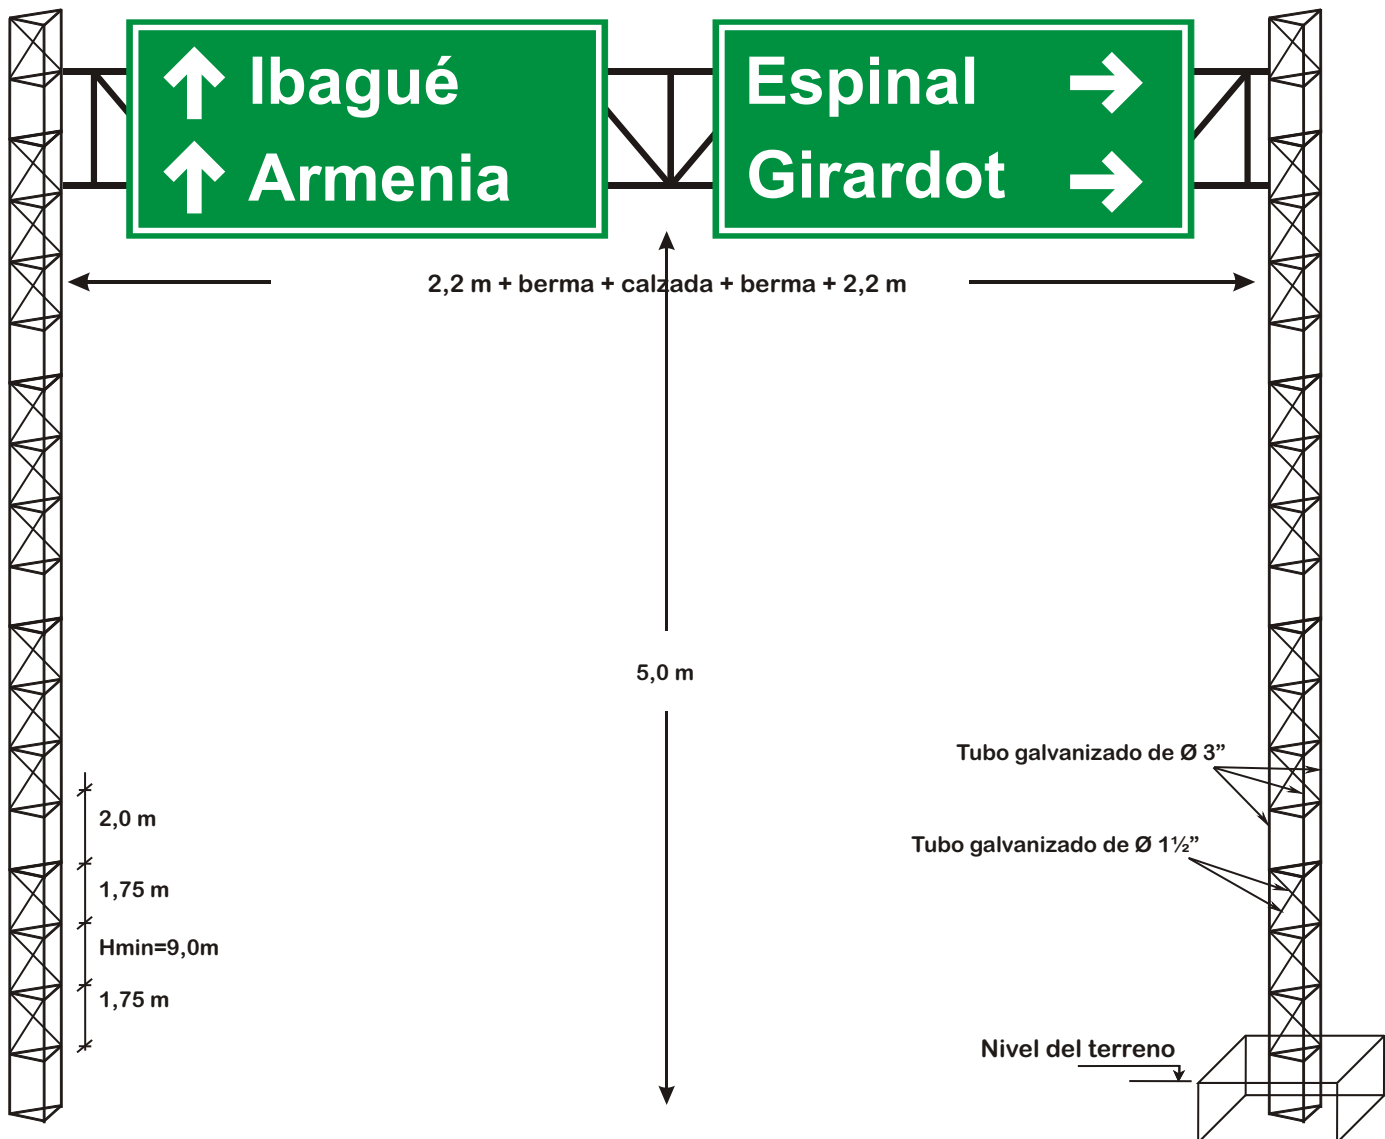 Ibagué
Armenia
Espinal
Girardot
2,2 m + berma + calzada + berma + 2,2 m
5,0 m
Tubo galvanizado de Ø 3”
2,0 m
Tubo galvanizado de Ø 1½”
1,75 m
Hmin=9,0m
1,75 m
Nivel del terreno